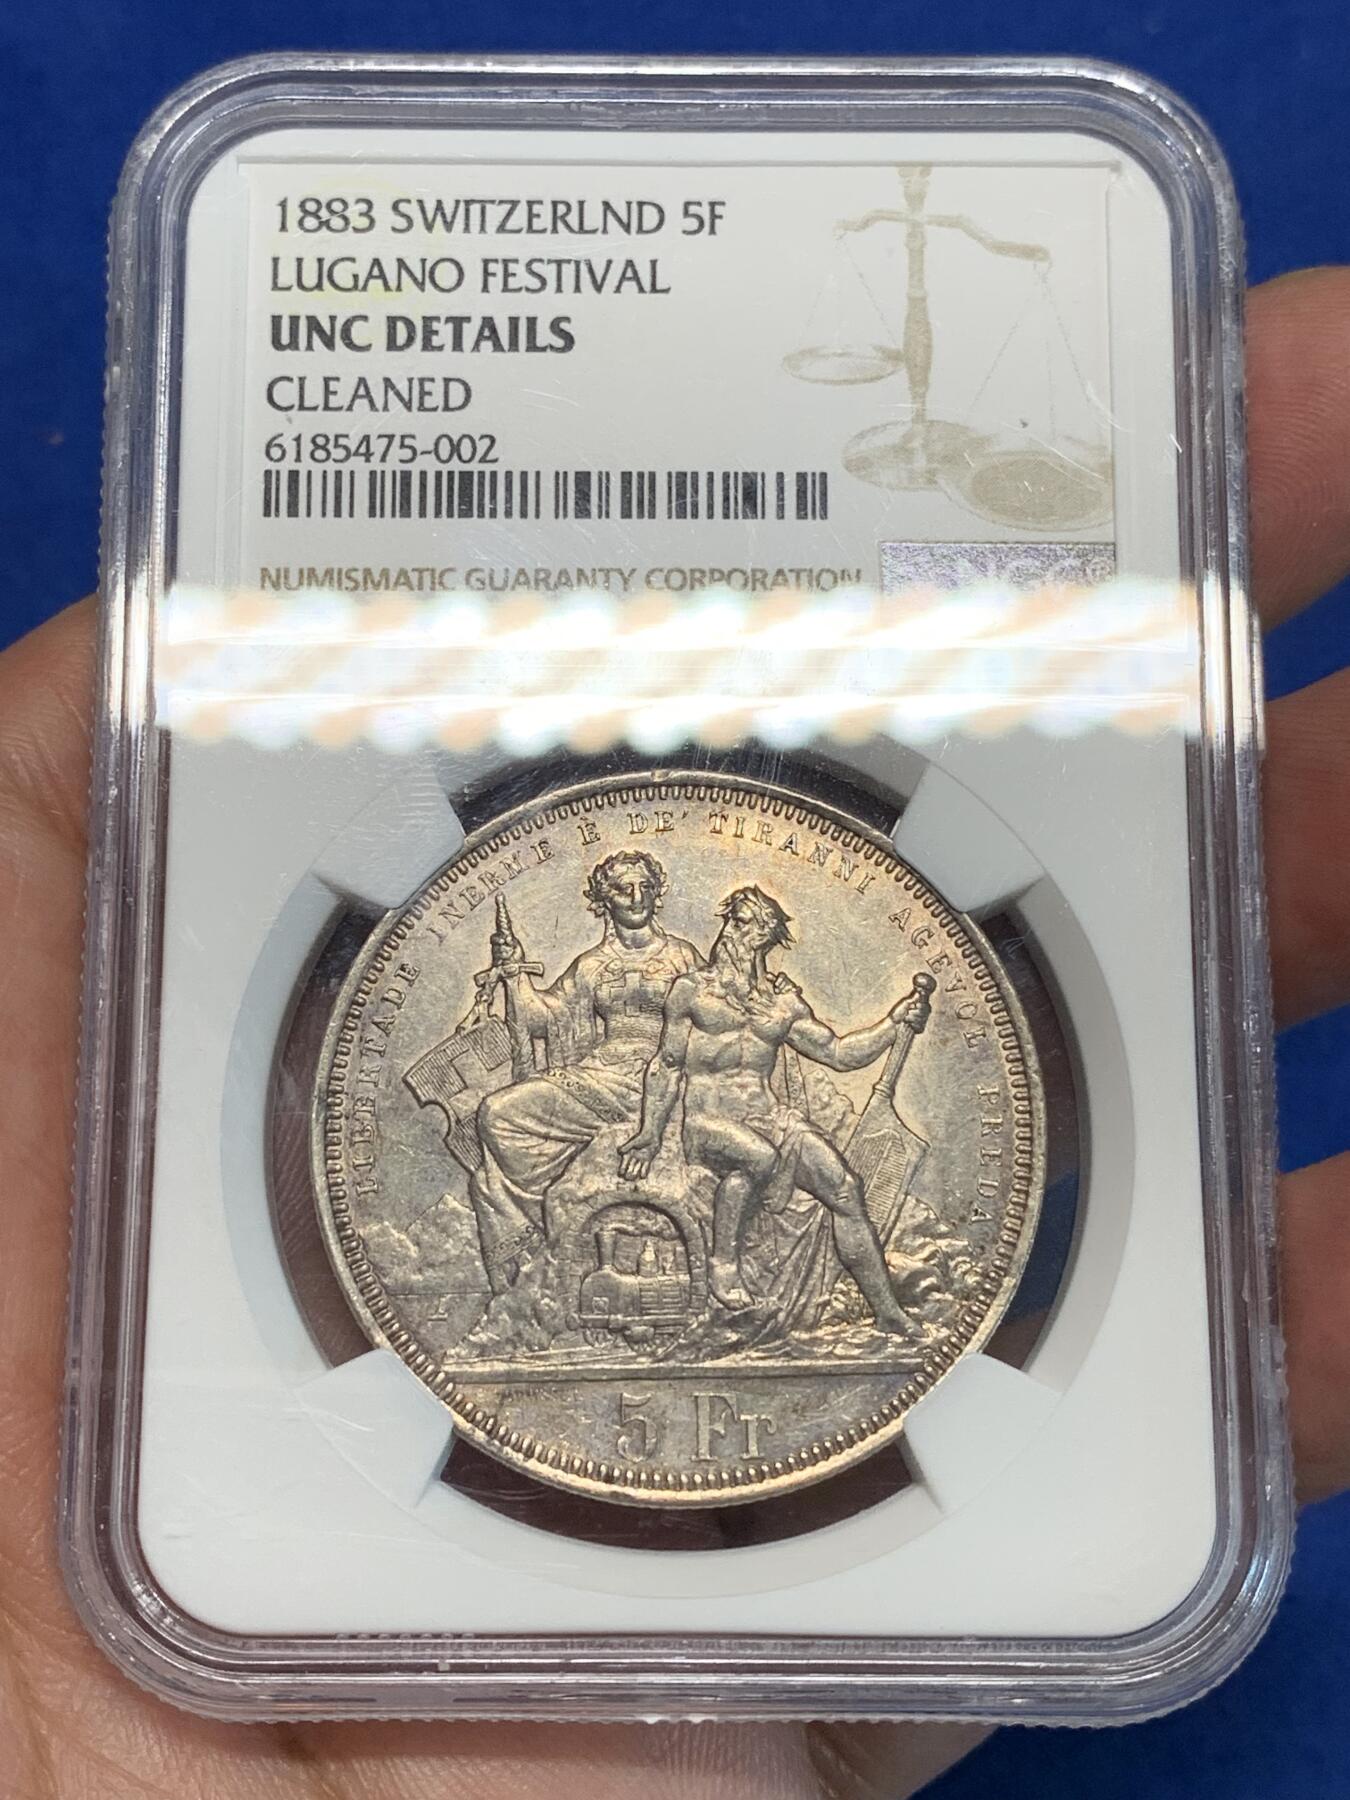 1883 SWITZERLND 5F
LUGANO FESTIVAL
UNC DETAILS
CLEANED
6185475-002
NUMISMATIC GUARANTY CORPORATION
LIBERTADE INERME È DE' TIRANNI AGEVOL PREDA
5 Fr